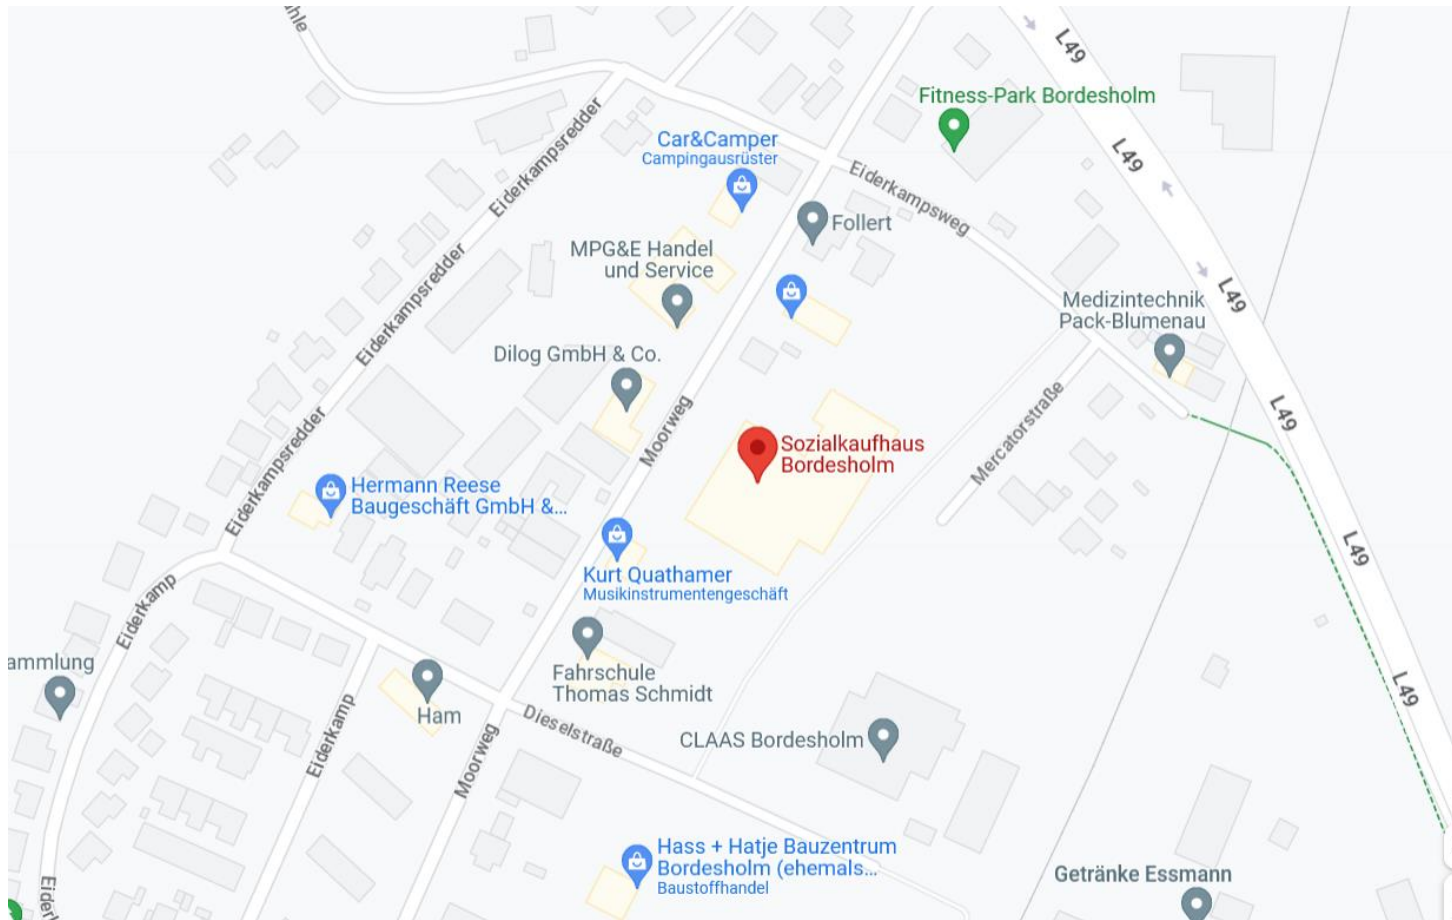 hle
L49
Fitness-Park Bordesholm
Car&Camper
Campingausrüster
L49
Eiderkampsredder
Eiderkampsweg
Follert
MPG&E Handel
und Service
Eiderkampsredder
L49
Medizintechnik
Pack-Blumenau
Dilog GmbH & Co.
Moorweg
L49
Mercatorstraße
Sozialkaufhaus
Bordesholm
Eiderkampsredder
Hermann Reese
Baugeschäft GmbH &...
L49
Kurt Quathamer
Musikinstrumentengeschäft
Eiderkamp
ammlung
Fahrschule
Thomas Schmidt
L49
Ham
Eiderkamp
Dieselstraße
Moorweg
CLAAS Bordesholm
Hass + Hatje Bauzentrum
Bordesholm (ehemals...
Baustoffhandel
Getränke Essmann
Eider